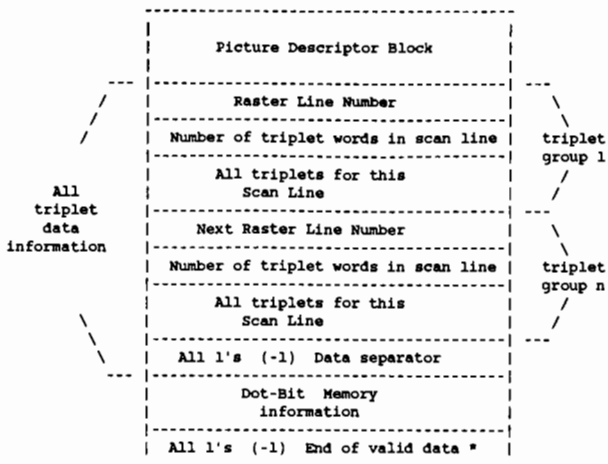 Picture Descriptor Block
Raster Line Number
Number of triplet words in scan line
triplet
group 1
All triplets for this
Scan Line
All
triplet
data
information
Next Raster Line Number
Number of triplet words in scan line
triplet
group n
All triplets for this
Scan Line
All 1's (-1) Data separator
Dot-Bit Memory
information
All 1's (-1) End of valid data *